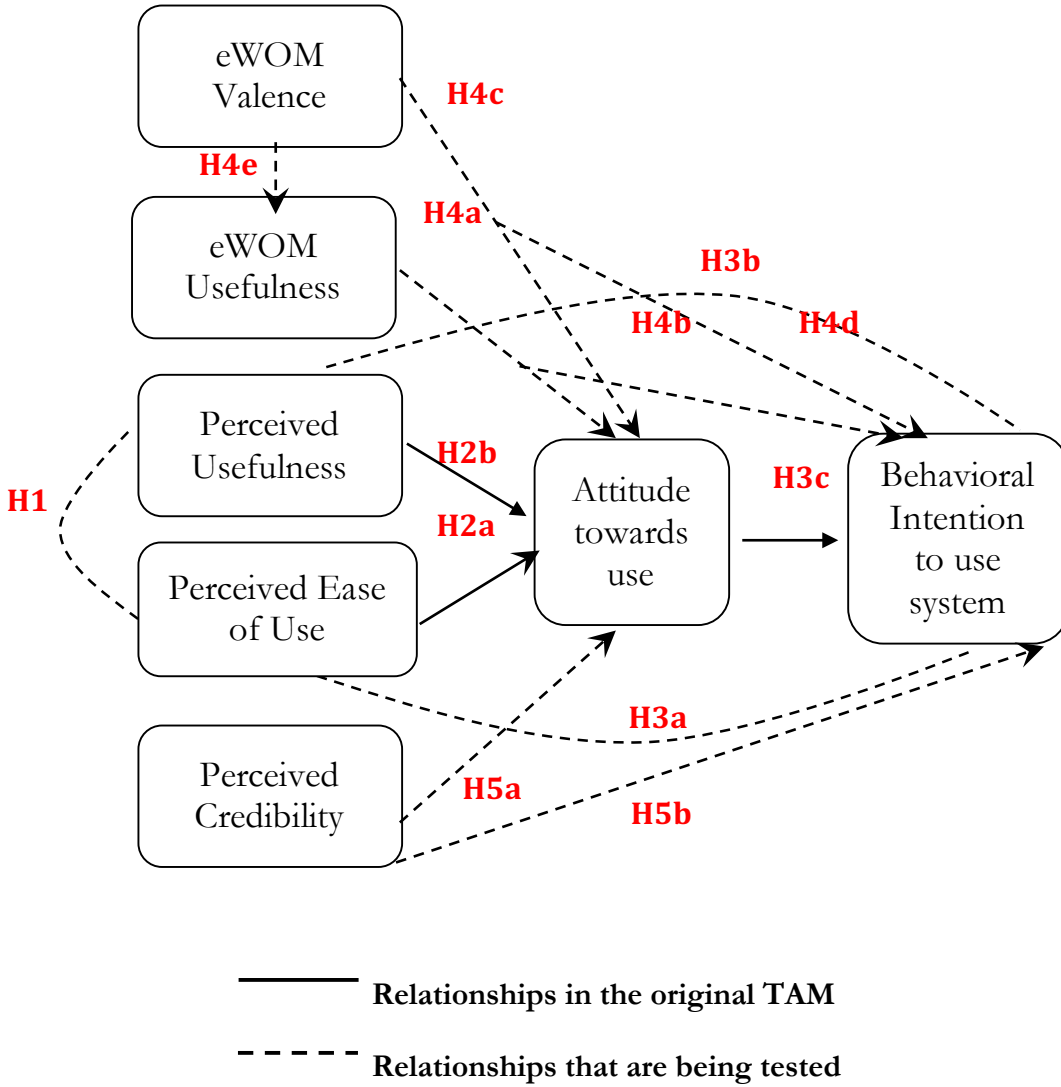 eWOM
Valence
H4c
H4e
H4a
eWOM
Usefulness
H3b
H4b
H4d
Perceived
Usefulness
H2b
H1
H2a
Attitude
towards
use
H3c
Behavioral
Intention
to use
system
Perceived Ease
of Use
H3a
Perceived
Credibility
H5a
H5b
Relationships in the original TAM
Relationships that are being tested